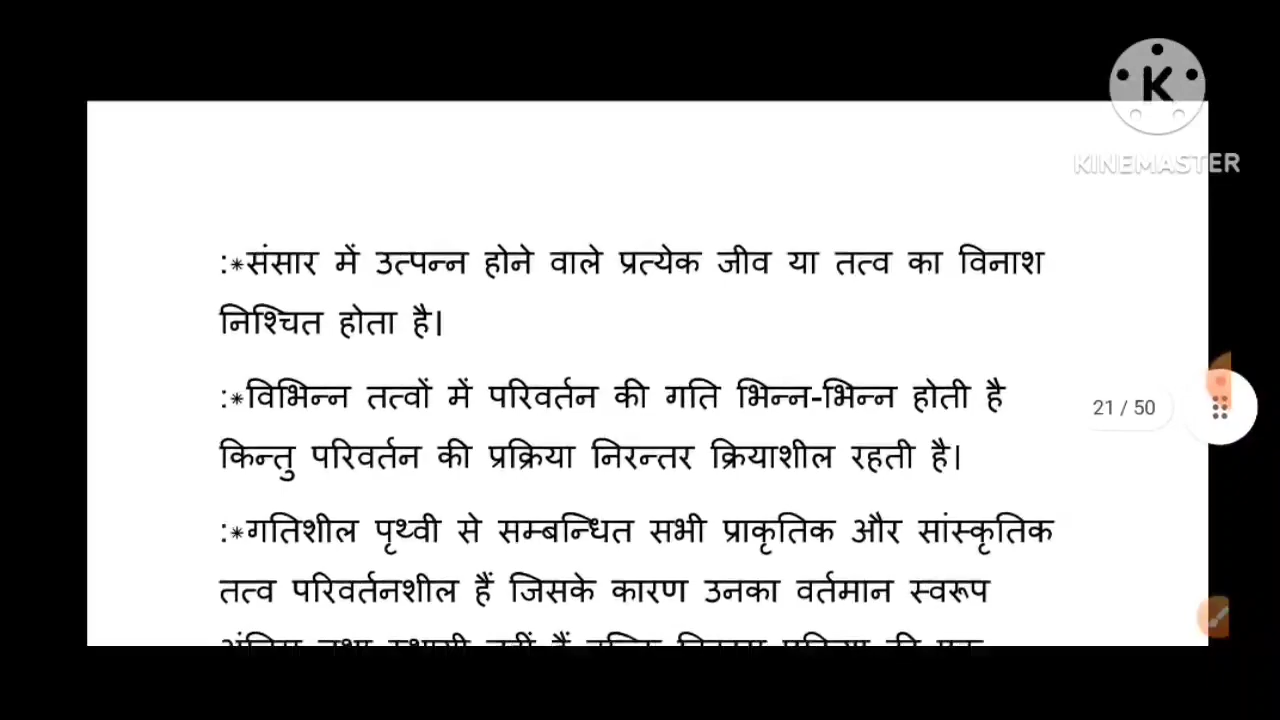 K
KINEMASTER
:*संसार में उत्पन्न होने वाले प्रत्येक जीव या तत्व का विनाश
निश्चित होता है।
:*विभिन्न तत्वों में परिवर्तन की गति भिन्न-भिन्न होती है
21 / 50
किन्तु परिवर्तन की प्रक्रिया निरन्तर क्रियाशील रहती है।
:*गतिशील पृथ्वी से सम्बन्धित सभी प्राकृतिक और सांस्कृतिक
तत्व परिवर्तनशील हैं जिसके कारण उनका वर्तमान स्वरूप